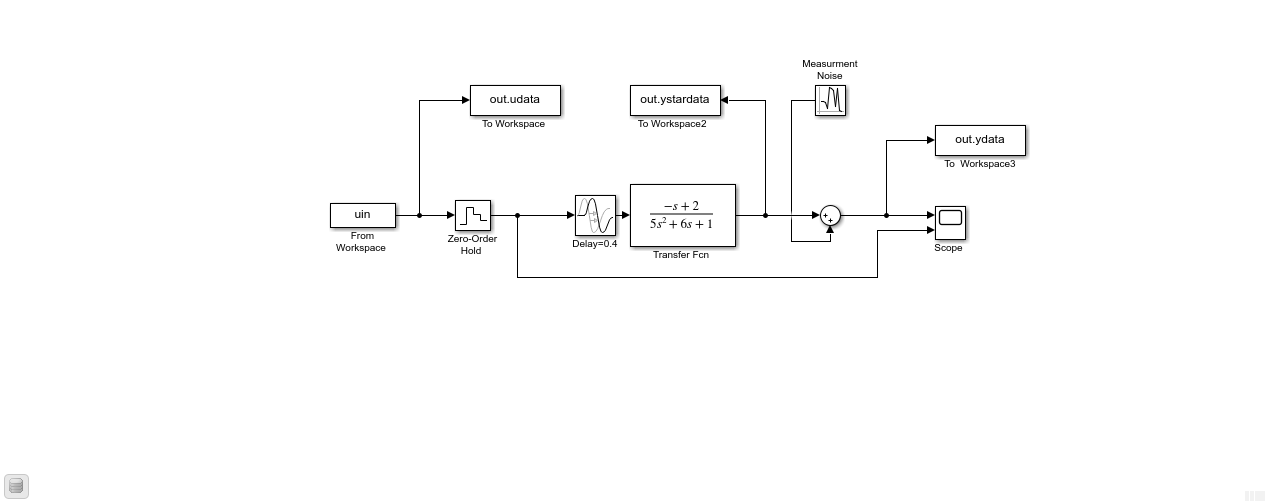 Measurment
Noise
out.udata
To Workspace
out.ystardata
To Workspace2
out.ydata
To  Workspace3
uin
From
Workspace
Zero-Order
Hold
Delay=0.4
−s + 2
5s² + 6s + 1
Transfer Fcn
+
+
Scope